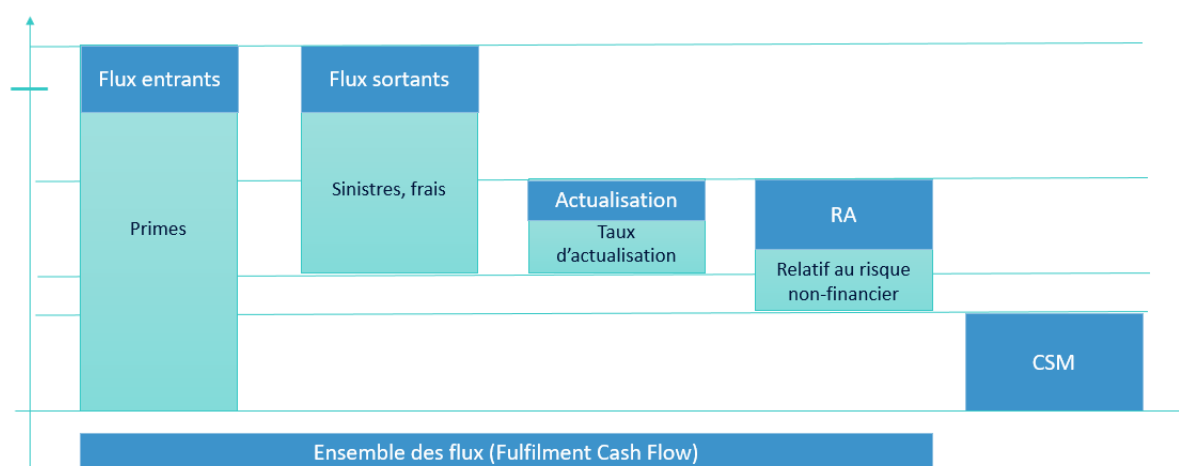 Flux entrants
Flux sortants
Sinistres, frais
Primes
Actualisation
Taux
d’actualisation
RA
Relatif au risque
non-financier
CSM
Ensemble des flux (Fulfilment Cash Flow)